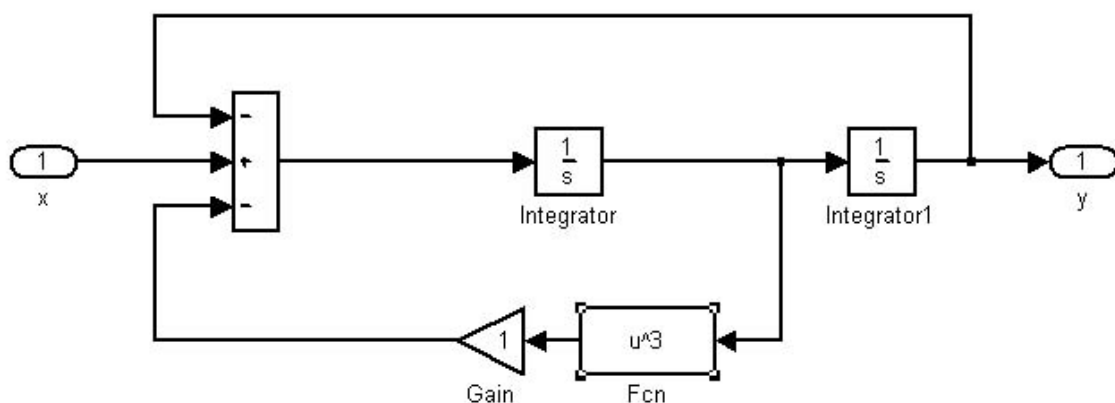 -
1
x
+
-
1
s
Integrator
1
s
Integrator1
1
y
1
Gain
u^3
Fcn